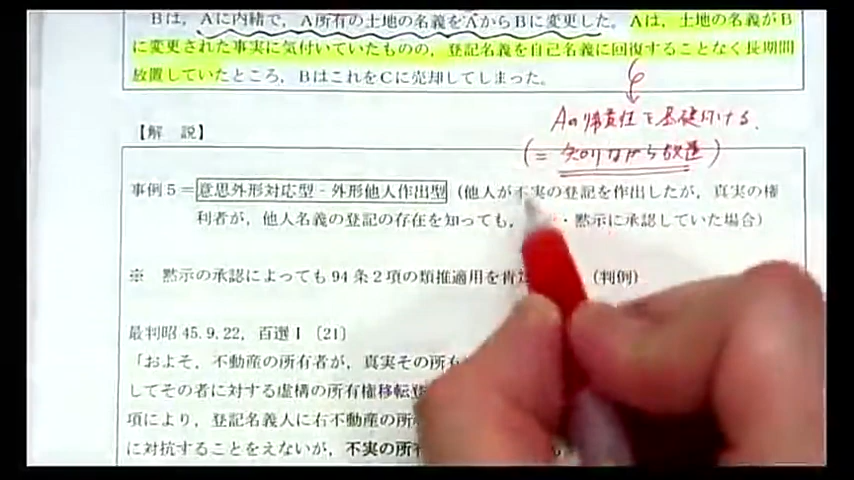 Bは，Aに内緒で，A所有の土地の名義をAからBに変更した。Aは，土地の名義がB
に変更された事実に気付いていたものの，登記名義を自己名義に回復することなく長期間
放置していたところ，BはこれをCに売却してしまった。
Aの帰責性を基礎付ける。
(= 知りながら放置)
【解 説】
事例5＝意思外形対応型－外形他人作出型（他人が不実の登記を作出したが，真実の権
利者が，他人名義の登記の存在を知っても，・黙示に承認していた場合）
※ 黙示の承認によっても94条2項の類推適用を肯定（判例）
最判昭45.9.22，百選Ⅰ〔21〕
「およそ，不動産の所有者が，真実その所有
してその者に対する虚構の所有権移転登
項により，登記名義人に右不動産の所
に対抗することをえないが，不実の所有